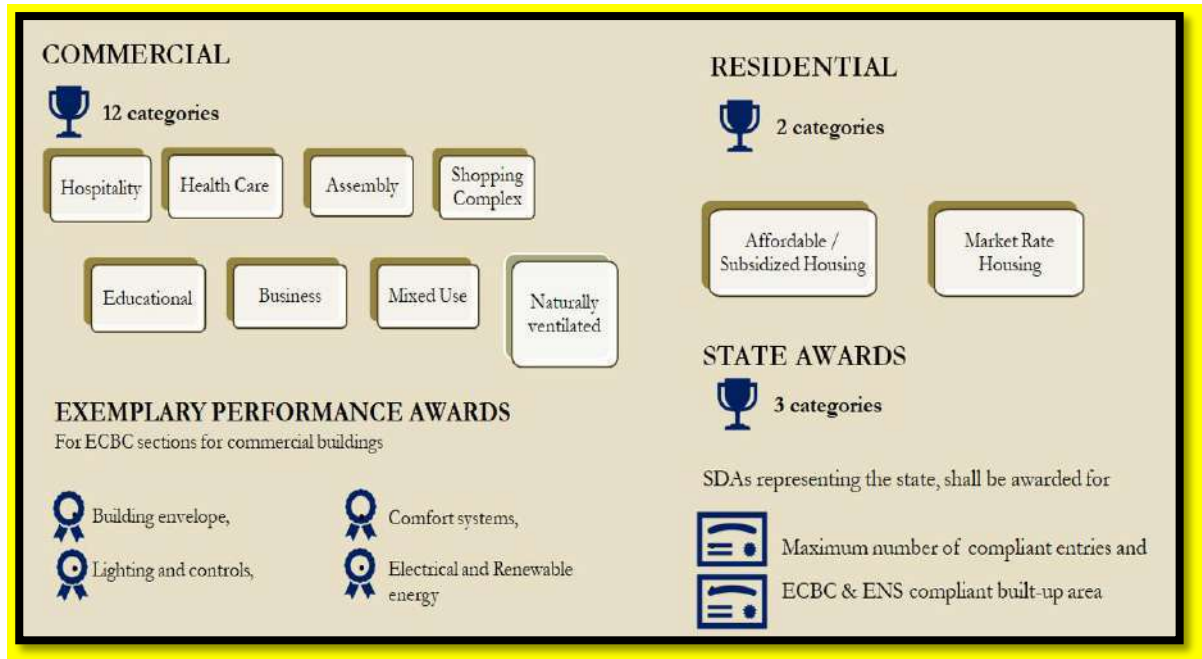 COMMERCIAL
12 categories
Hospitality
Health Care
Assembly
Shopping
Complex
Educational
Business
Mixed Use
Naturally
ventilated
EXEMPLARY PERFORMANCE AWARDS
For ECBC sections for commercial buildings
Building envelope,
Comfort systems,
Lighting and controls,
Electrical and Renewable
energy
RESIDENTIAL
2 categories
Affordable /
Subsidized Housing
Market Rate
Housing
STATE AWARDS
3 categories
SDAs representing the state, shall be awarded for
Maximum number of compliant entries and
ECBC & ENS compliant built-up area